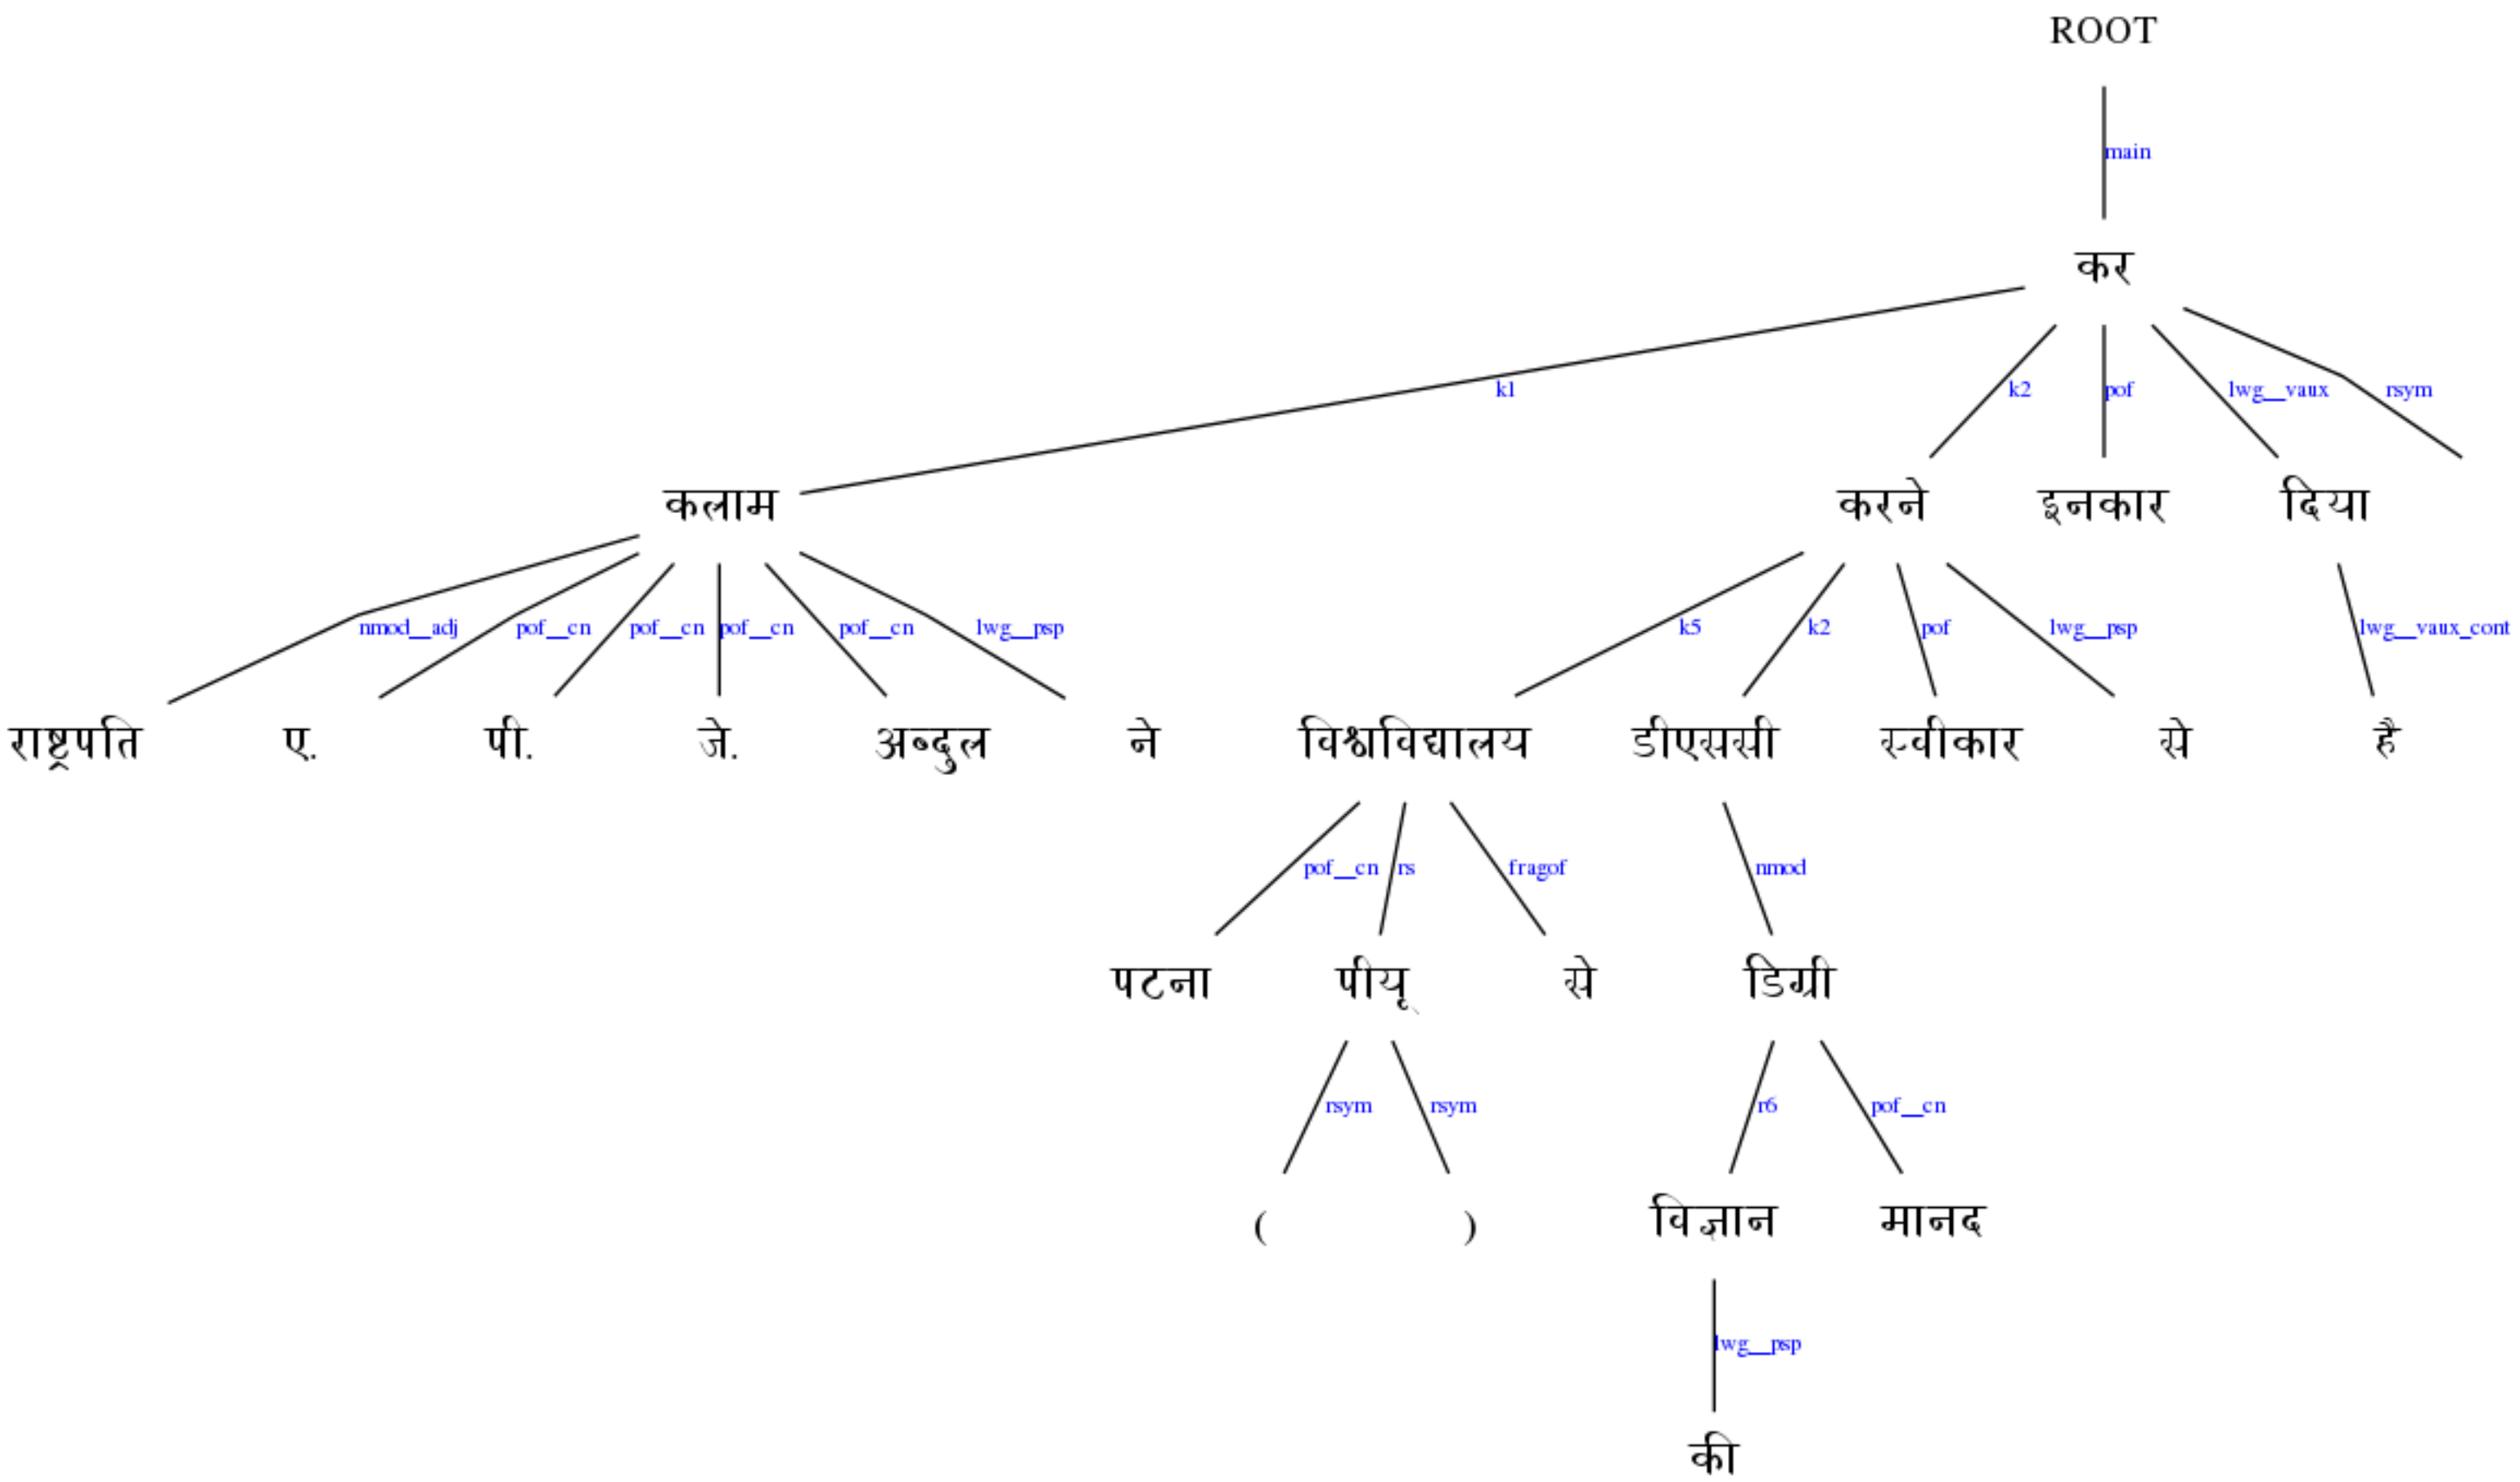 ROOT
main
कर
k1 k2 pof lwg__vaux rsym
कलाम करने इनकार दिया
nmod__adj pof__cn pof__cn pof__cn pof__cn lwg__psp k5 k2 pof lwg__psp lwg__vaux_cont
राष्ट्रपति ए. पी. जे. अब्दुल ने विश्वविद्यालय डीएससी स्वीकार से है
pof__cn rs fragof nmod
पटना पीयू से डिग्री
rsym rsym r6 pof__cn
( ) विज्ञान मानद
lwg__psp
की